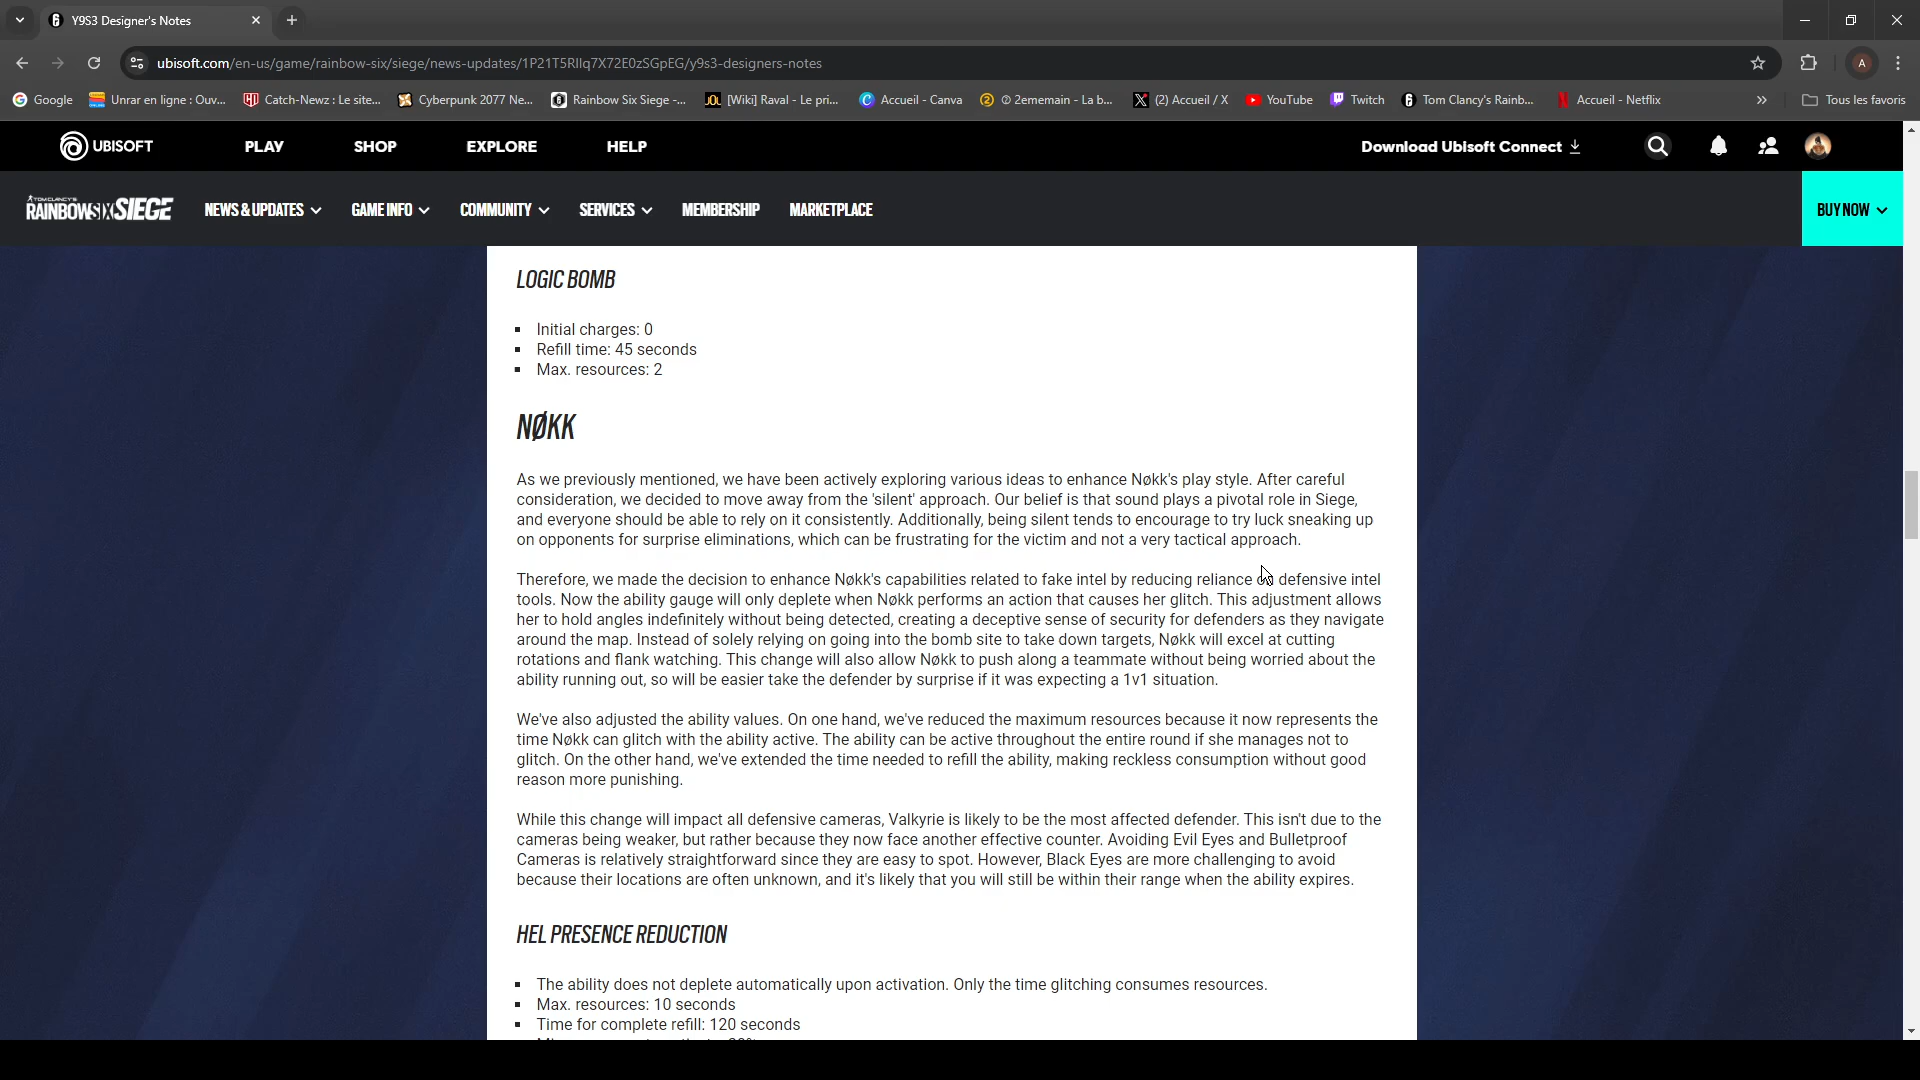 Y9S3 Designer's Notes
ubisoft.com/en-us/game/rainbow-six/siege/news-updates/1P21T5RIlq7X72E0zSGpEG/y9s3-designers-notes
A
Google
Unrar en ligne : Ouv...
Catch-Newz : Le site...
Cyberpunk 2077 Ne...
Rainbow Six Siege -...
[Wiki] Raval - Le pri...
Accueil - Canva
② 2ememain - La b...
(2) Accueil / X
YouTube
Twitch
Tom Clancy's Rainb...
Accueil - Netflix
»
Tous les favoris
UBISOFT
PLAY
SHOP
EXPLORE
HELP
Download Ubisoft Connect
TOM CLANCY'S
RAINBOW SIX SIEGE
NEWS & UPDATES
GAME INFO
COMMUNITY
SERVICES
MEMBERSHIP
MARKETPLACE
BUY NOW
LOGIC BOMB
Initial charges: 0
Refill time: 45 seconds
Max. resources: 2
NØKK
As we previously mentioned, we have been actively exploring various ideas to enhance Nøkk's play style. After careful
consideration, we decided to move away from the 'silent' approach. Our belief is that sound plays a pivotal role in Siege,
and everyone should be able to rely on it consistently. Additionally, being silent tends to encourage to try luck sneaking up
on opponents for surprise eliminations, which can be frustrating for the victim and not a very tactical approach.
Therefore, we made the decision to enhance Nøkk's capabilities related to fake intel by reducing reliance on defensive intel
tools. Now the ability gauge will only deplete when Nøkk performs an action that causes her glitch. This adjustment allows
her to hold angles indefinitely without being detected, creating a deceptive sense of security for defenders as they navigate
around the map. Instead of solely relying on going into the bomb site to take down targets, Nøkk will excel at cutting
rotations and flank watching. This change will also allow Nøkk to push along a teammate without being worried about the
ability running out, so will be easier take the defender by surprise if it was expecting a 1v1 situation.
We've also adjusted the ability values. On one hand, we've reduced the maximum resources because it now represents the
time Nøkk can glitch with the ability active. The ability can be active throughout the entire round if she manages not to
glitch. On the other hand, we've extended the time needed to refill the ability, making reckless consumption without good
reason more punishing.
While this change will impact all defensive cameras, Valkyrie is likely to be the most affected defender. This isn't due to the
cameras being weaker, but rather because they now face another effective counter. Avoiding Evil Eyes and Bulletproof
Cameras is relatively straightforward since they are easy to spot. However, Black Eyes are more challenging to avoid
because their locations are often unknown, and it's likely that you will still be within their range when the ability expires.
HEL PRESENCE REDUCTION
The ability does not deplete automatically upon activation. Only the time glitching consumes resources.
Max. resources: 10 seconds
Time for complete refill: 120 seconds